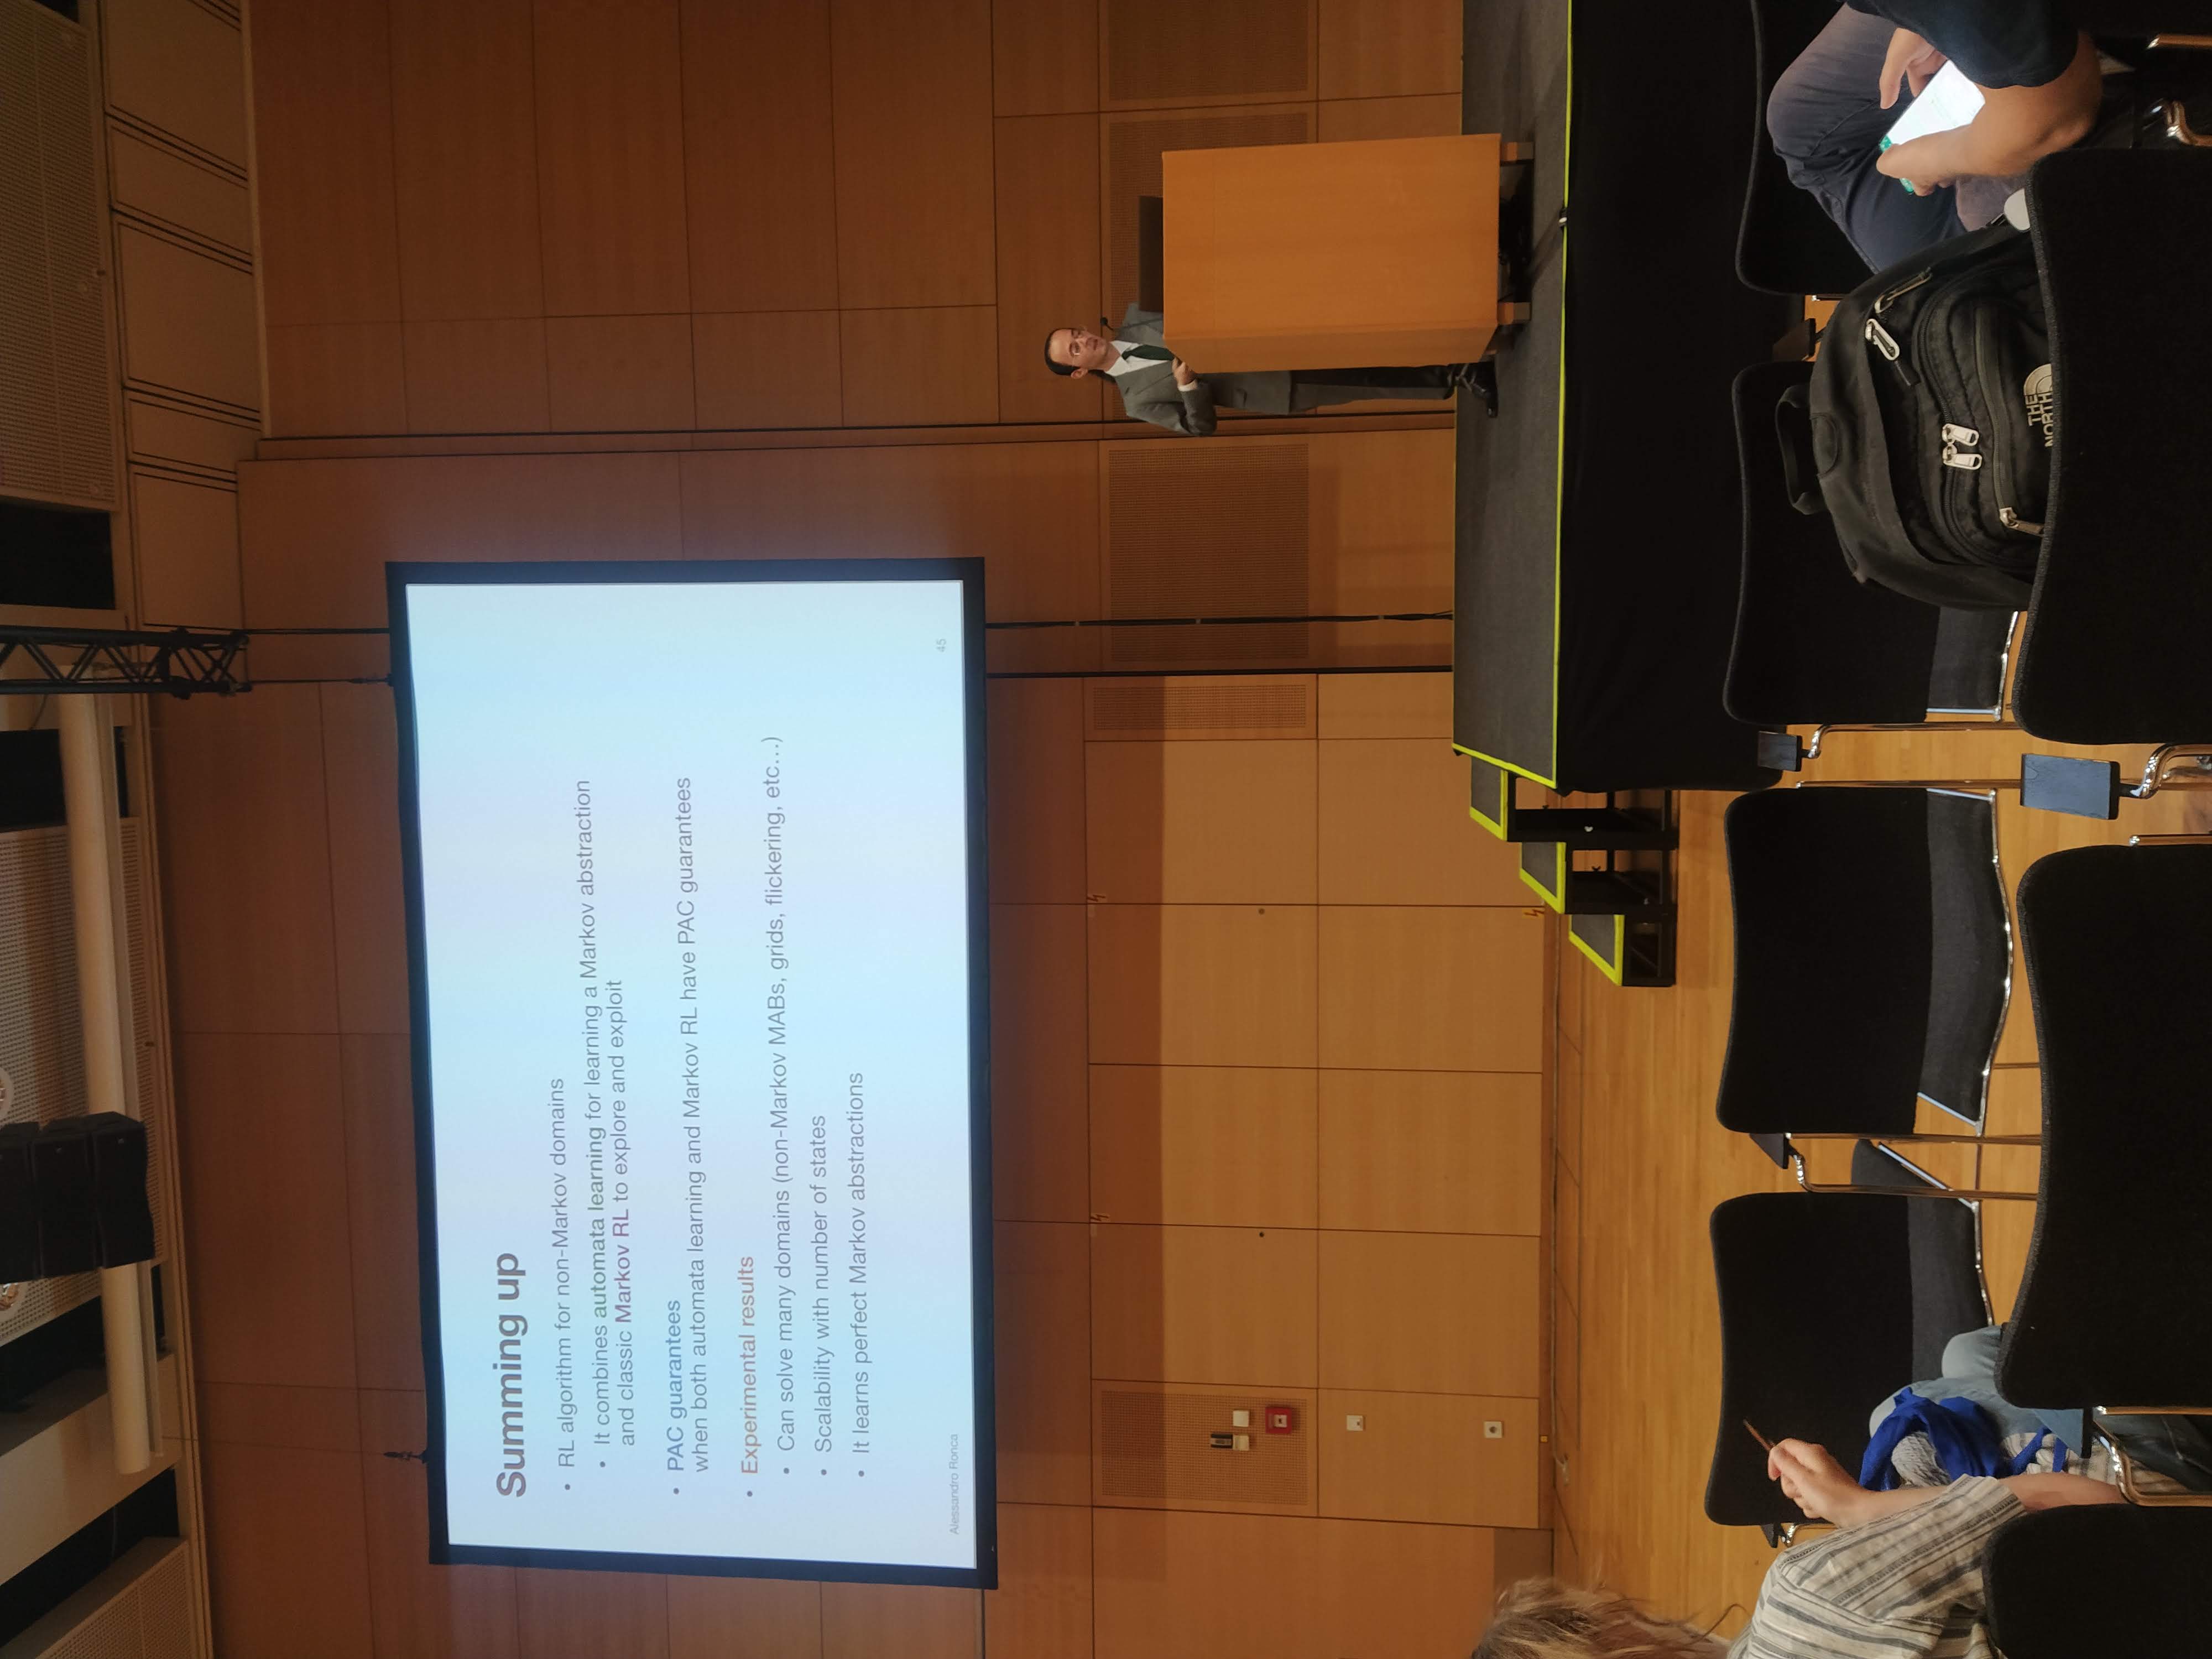 Summing up
• RL algorithm for non-Markov domains
• It combines automata learning for learning a Markov abstraction
and classic Markov RL to explore and exploit
• PAC guarantees
when both automata learning and Markov RL have PAC guarantees
• Experimental results
• Can solve many domains (non-Markov MABs, grids, flickering, etc...)
• Scalability with number of states
• It learns perfect Markov abstractions
Alessandro Ronca
45
THE
NORTH